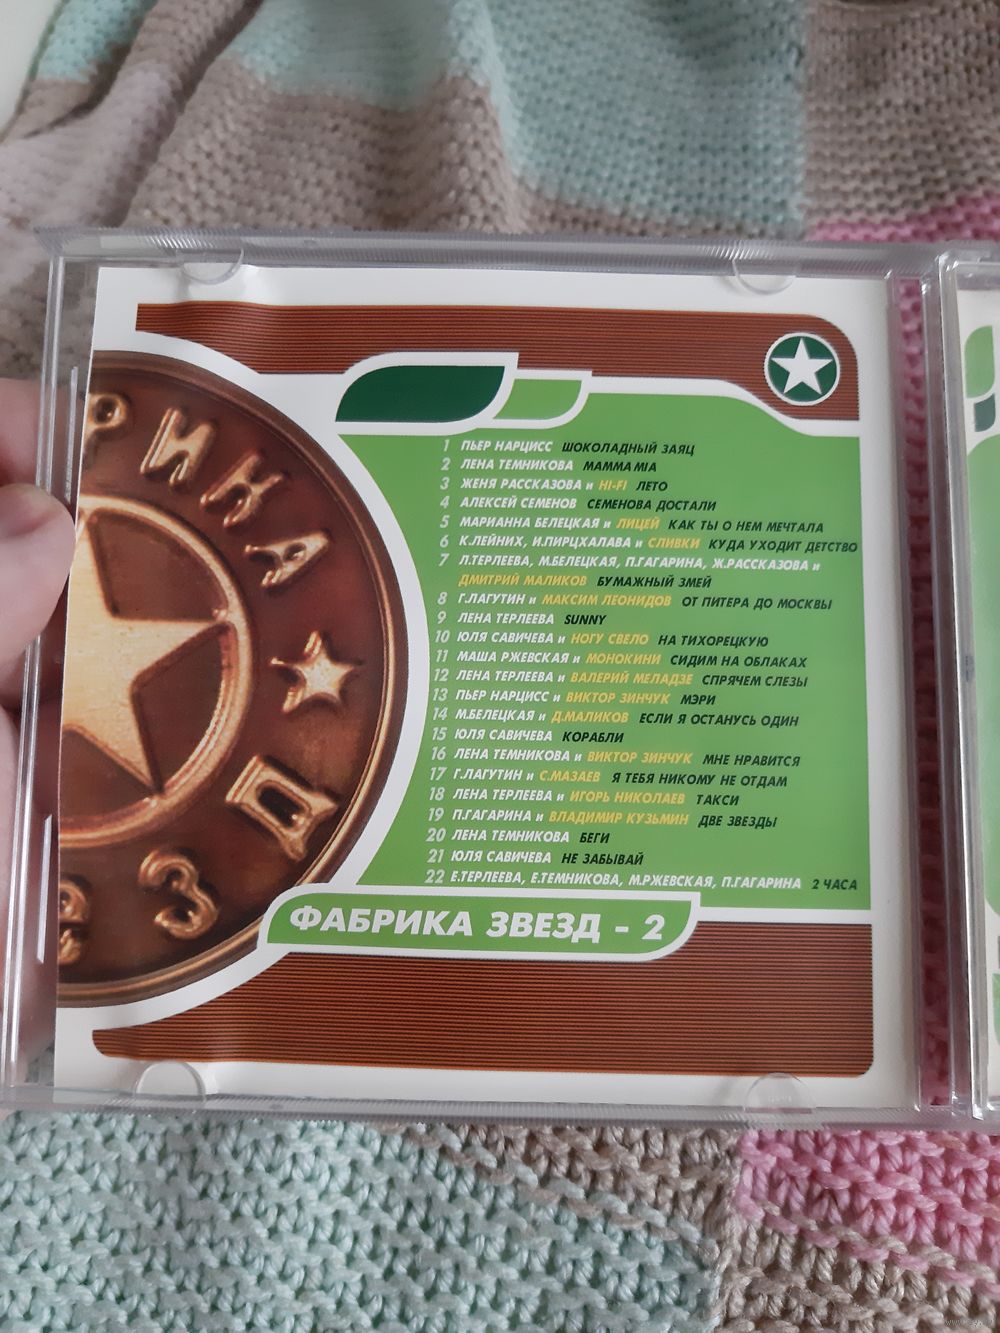 РИКА
ЗД
1 ПЬЕР НАРЦИСС ШОКОЛАДНЫЙ ЗАЯЦ
2 ЛЕНА ТЕМНИКОВА MAMMA MIA
3 ЖЕНЯ РАССКАЗОВА и HI-FI ЛЕТО
4 АЛЕКСЕЙ СЕМЕНОВ СЕМЕНОВА ДОСТАЛИ
5 МАРИАННА БЕЛЕЦКАЯ и ЛИЦЕЙ КАК ТЫ О НЕМ МЕЧТАЛА
6 К.ЛЕЙНИХ, И.ПИРЦХАЛАВА и СЛИВКИ КУДА УХОДИТ ДЕТСТВО
7 Л.ТЕРЛЕЕВА, М.БЕЛЕЦКАЯ, П.ГАГАРИНА, Ж.РАССКАЗОВА и
ДМИТРИЙ МАЛИКОВ БУМАЖНЫЙ ЗМЕЙ
8 Г.ЛАГУТИН и МАКСИМ ЛЕОНИДОВ ОТ ПИТЕРА ДО МОСКВЫ
9 ЛЕНА ТЕРЛЕЕВА SUNNY
10 ЮЛЯ САВИЧЕВА и НОГУ СВЕЛО НА ТИХОРЕЦКУЮ
11 МАША РЖЕВСКАЯ и МОНОКИНИ СИДИМ НА ОБЛАКАХ
12 ЛЕНА ТЕРЛЕЕВА и ВАЛЕРИЙ МЕЛАДЗЕ СПРЯЧЕМ СЛЕЗЫ
13 ПЬЕР НАРЦИСС и ВИКТОР ЗИНЧУК МЭРИ
14 М.БЕЛЕЦКАЯ и Д.МАЛИКОВ ЕСЛИ Я ОСТАНУСЬ ОДИН
15 ЮЛЯ САВИЧЕВА КОРАБЛИ
16 ЛЕНА ТЕМНИКОВА и ВИКТОР ЗИНЧУК МНЕ НРАВИТСЯ
17 Г.ЛАГУТИН и С.МАЗАЕВ Я ТЕБЯ НИКОМУ НЕ ОТДАМ
18 ЛЕНА ТЕРЛЕЕВА и ИГОРЬ НИКОЛАЕВ ТАКСИ
19 П.ГАГАРИНА и ВЛАДИМИР КУЗЬМИН ДВЕ ЗВЕЗДЫ
20 ЛЕНА ТЕМНИКОВА БЕГИ
21 ЮЛЯ САВИЧЕВА НЕ ЗАБЫВАЙ
22 Е.ТЕРЛЕЕВА, Е.ТЕМНИКОВА, М.РЖЕВСКАЯ, П.ГАГАРИНА 2 ЧАСА
ФАБРИКА ЗВЕЗД - 2